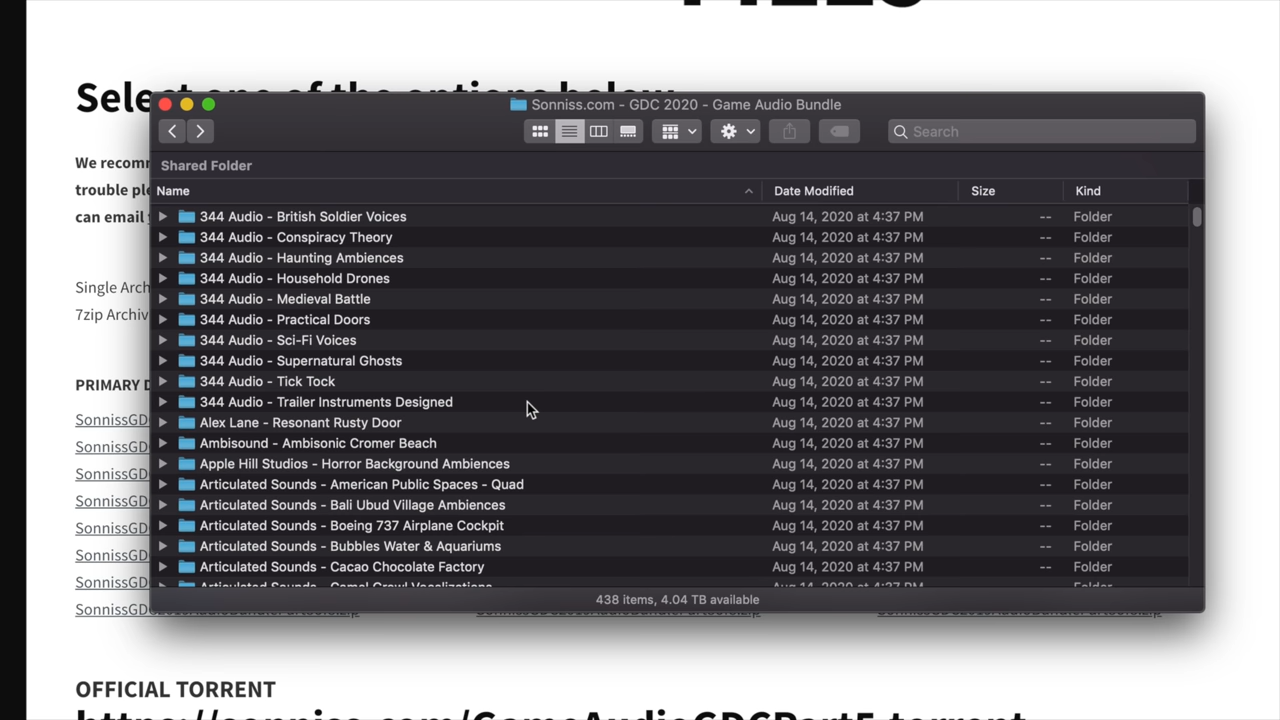 Sonniss.com - GDC 2020 - Game Audio Bundle
Search
Shared Folder
Name Date Modified Size Kind
344 Audio - British Soldier Voices Aug 14, 2020 at 4:37 PM -- Folder
344 Audio - Conspiracy Theory Aug 14, 2020 at 4:37 PM -- Folder
344 Audio - Haunting Ambiences Aug 14, 2020 at 4:37 PM -- Folder
344 Audio - Household Drones Aug 14, 2020 at 4:37 PM -- Folder
344 Audio - Medieval Battle Aug 14, 2020 at 4:37 PM -- Folder
344 Audio - Practical Doors Aug 14, 2020 at 4:37 PM -- Folder
344 Audio - Sci-Fi Voices Aug 14, 2020 at 4:37 PM -- Folder
344 Audio - Supernatural Ghosts Aug 14, 2020 at 4:37 PM -- Folder
344 Audio - Tick Tock Aug 14, 2020 at 4:37 PM -- Folder
344 Audio - Trailer Instruments Designed Aug 14, 2020 at 4:37 PM -- Folder
Alex Lane - Resonant Rusty Door Aug 14, 2020 at 4:37 PM -- Folder
Ambisound - Ambisonic Cromer Beach Aug 14, 2020 at 4:37 PM -- Folder
Apple Hill Studios - Horror Background Ambiences Aug 14, 2020 at 4:37 PM -- Folder
Articulated Sounds - American Public Spaces - Quad Aug 14, 2020 at 4:37 PM -- Folder
Articulated Sounds - Bali Ubud Village Ambiences Aug 14, 2020 at 4:37 PM -- Folder
Articulated Sounds - Boeing 737 Airplane Cockpit Aug 14, 2020 at 4:37 PM -- Folder
Articulated Sounds - Bubbles Water & Aquariums Aug 14, 2020 at 4:37 PM -- Folder
Articulated Sounds - Cacao Chocolate Factory Aug 14, 2020 at 4:37 PM -- Folder
438 items, 4.04 TB available
Select one of the options below
We recomm
trouble ple
can email
Single Arch
7zip Archiv
PRIMARY D
SonnissGD
SonnissGD
SonnissGD
SonnissGD
SonnissGD
SonnissGD
SonnissGD
OFFICIAL TORRENT